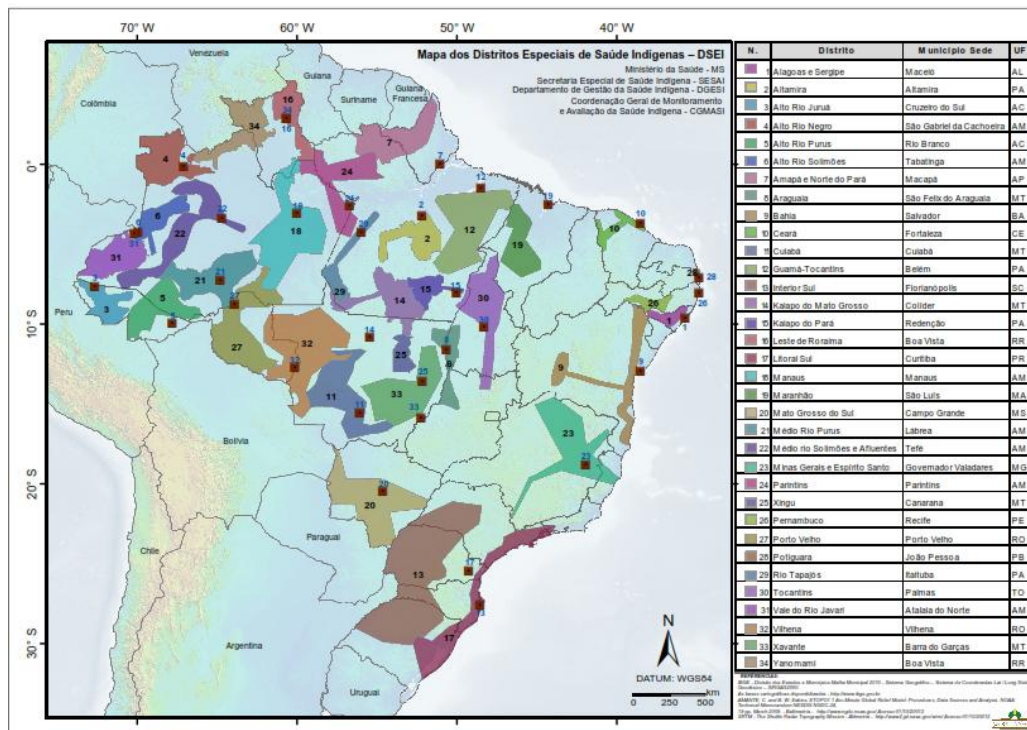 70° W
60° W
50° W
40° W
Mapa dos Distritos Especiais de Saúde Indígenas – DSEI
Ministério da Saúde - MS
Secretaria Especial de Saúde Indígena - SESAI
Departamento de Gestão da Saúde Indígena - DGESI
Coordenação Geral de Monitoramento
e Avaliação da Saúde Indígena - CGMASI
Venezuela
Colômbia
Guiana
Suriname
Guiana
Francesa
Peru
Bolívia
Paraguai
Chile
Argentina
Uruguai
0°
10° S
20° S
30° S
N
DATUM: WGS84
km
0 250 500
N. Distrito Município Sede UF
1 Alagoas e Sergipe Maceió AL
2 Altamira Altamira PA
3 Alto Rio Juruá Cruzeiro do Sul AC
4 Alto Rio Negro São Gabriel da Cachoeira AM
5 Alto Rio Purus Rio Branco AC
6 Alto Rio Solimões Tabatinga AM
7 Amapá e Norte do Pará Macapá AP
8 Araguaia São Felix do Araguaia MT
9 Bahia Salvador BA
10 Ceará Fortaleza CE
11 Cuiabá Cuiabá MT
12 Guamá-Tocantins Belém PA
13 Interior Sul Florianópolis SC
14 Kaiapo do Mato Grosso Colider MT
15 Kaiapo do Pará Redenção PA
16 Leste de Roraima Boa Vista RR
17 Litoral Sul Curitiba PR
18 Manaus Manaus AM
19 Maranhão São Luis MA
20 Mato Grosso do Sul Campo Grande MS
21 Médio Rio Purus Lábrea AM
22 Médio rio Solimões e Afluentes Tefé AM
23 Minas Gerais e Espírito Santo Governador Valadares MG
24 Parintins Parintins AM
25 Xingu Canarana MT
26 Pernambuco Recife PE
27 Porto Velho Porto Velho RO
28 Potiguara João Pessoa PB
29 Rio Tapajós Itaituba PA
30 Tocantins Palmas TO
31 Vale do Rio Javari Atalaia do Norte AM
32 Vilhena Vilhena RO
33 Xavante Barra do Garças MT
34 Yanomami Boa Vista RR
REFERÊNCIAS: